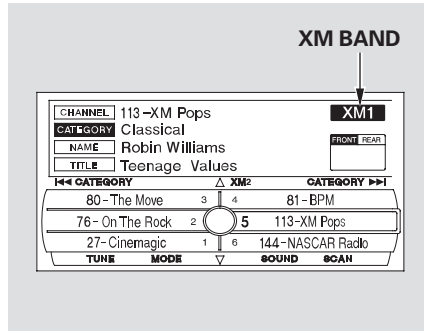 XM BAND
CHANNEL 113-XM Pops XM1
CATEGORY Classical
NAME Robin Williams FRONT REAR
TITLE Teenage Values
|◀◀ CATEGORY △ XM2 CATEGORY ▶▶|
80-The Move 3 4 81-BPM
76-On The Rock 2 5 113-XM Pops
27-Cinemagic 1 6 144-NASCAR Radio
TUNE MODE ▽ SOUND SCAN